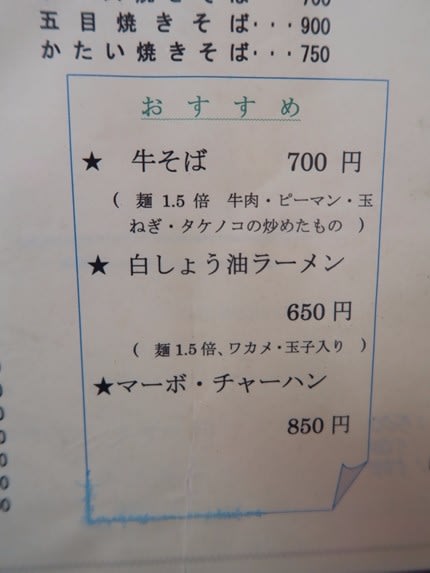 五目焼きそば・・・900
かたい焼きそば・・・750
おすすめ
★ 牛そば 700 円
( 麺 1.5 倍 牛肉・ピーマン・玉
ねぎ・タケノコの炒めたもの )
★ 白しょう油ラーメン
650 円
( 麺 1.5 倍、ワカメ・玉子入り )
★マーボ・チャーハン
850 円